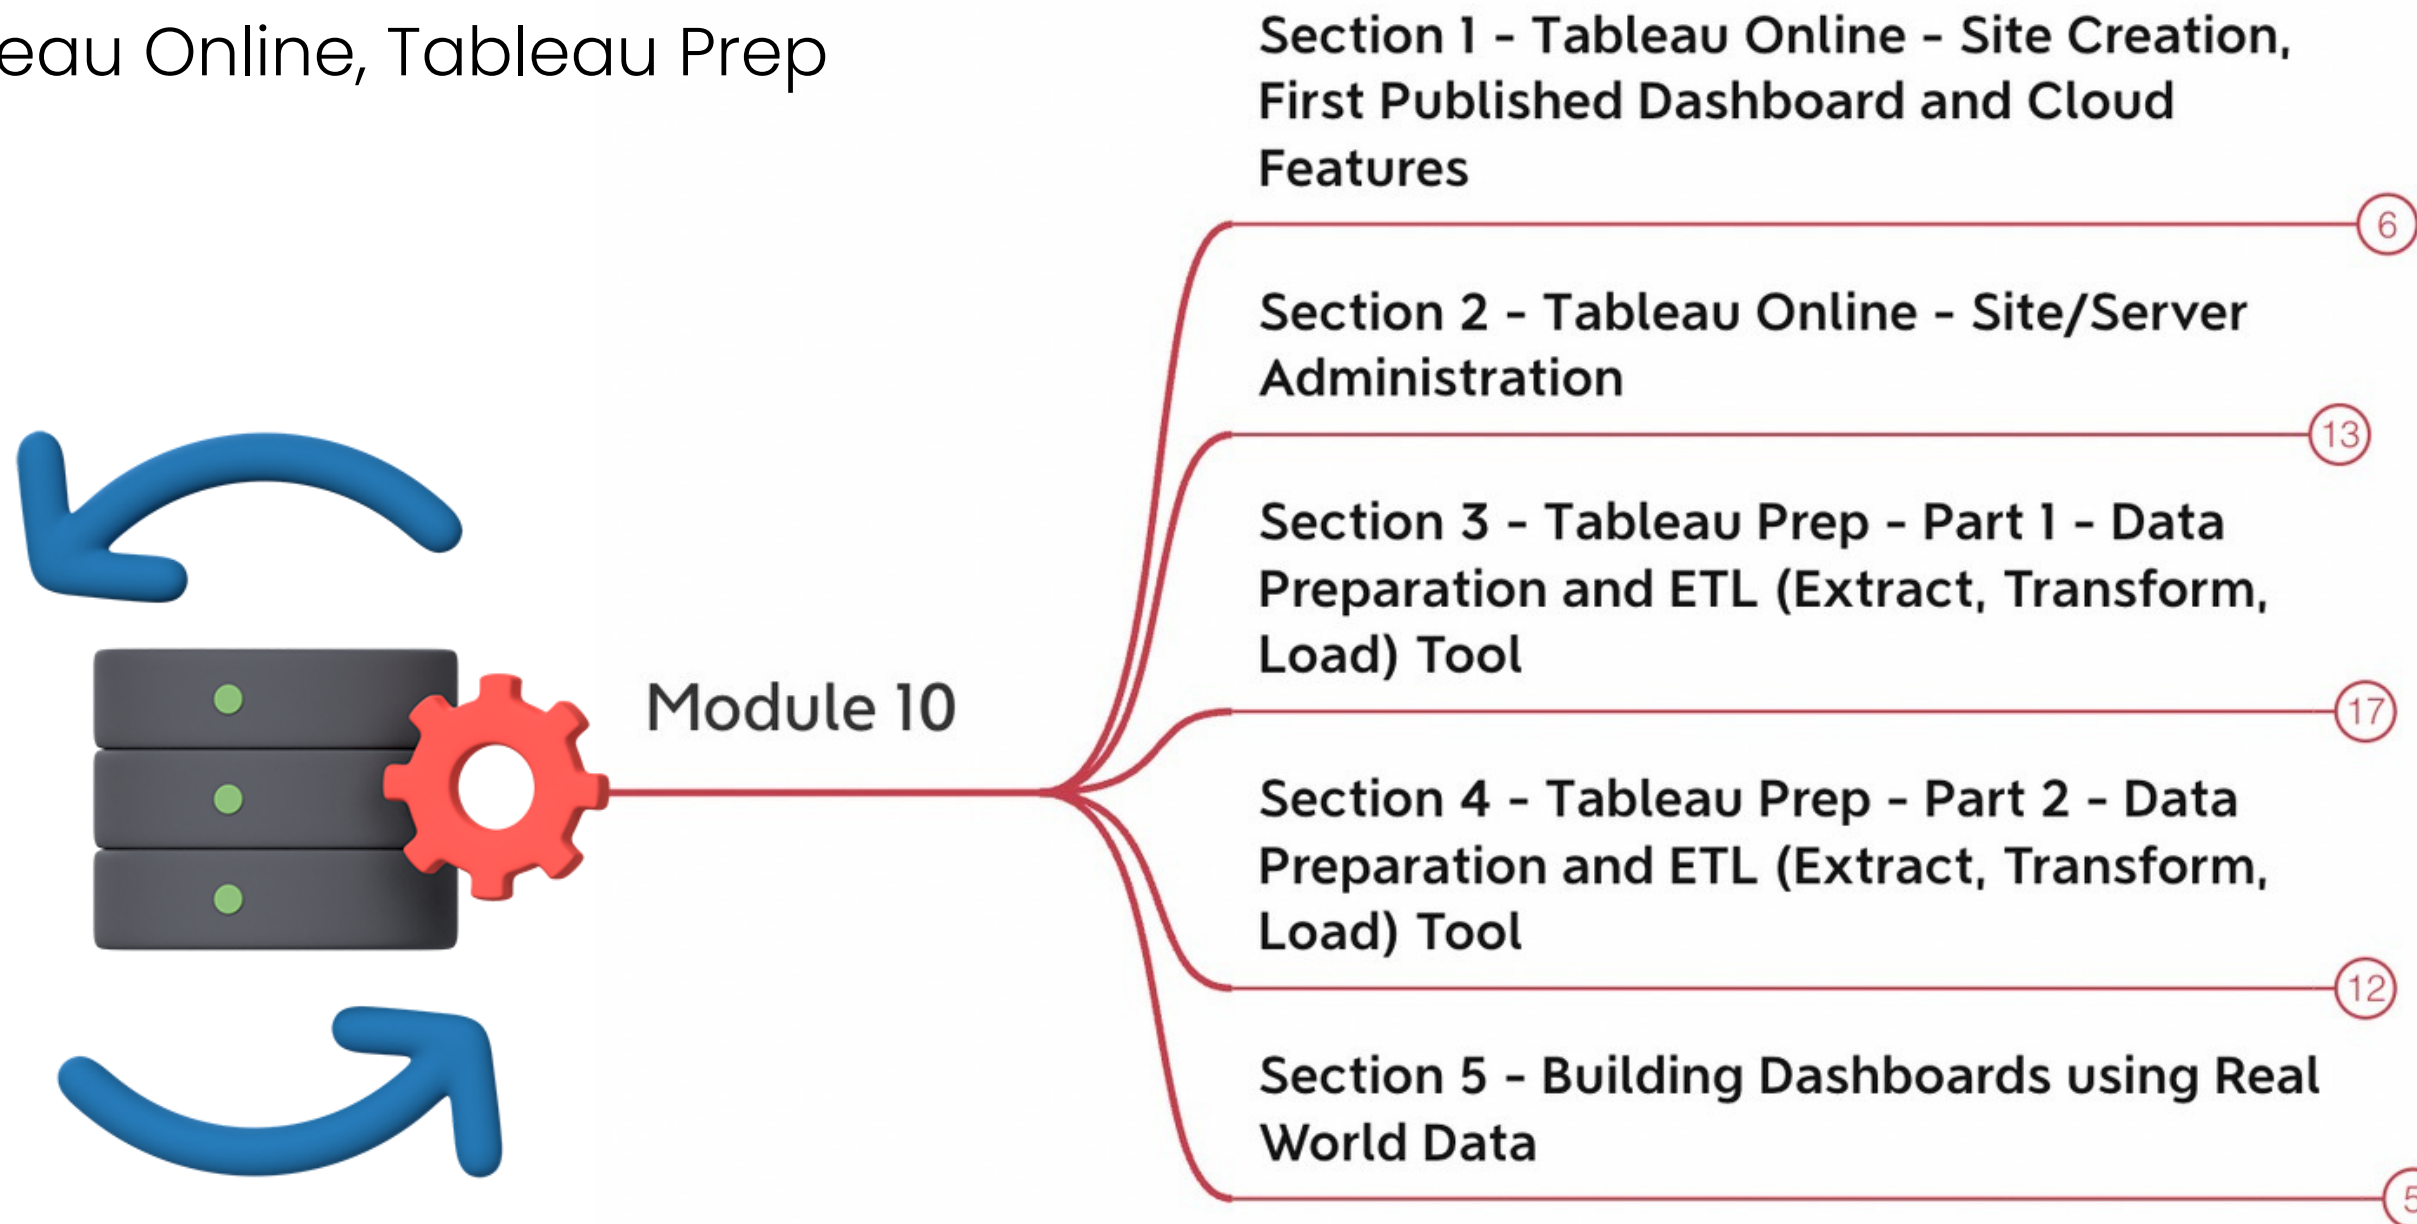 eau Online, Tableau Prep
Section 1 - Tableau Online - Site Creation,
First Published Dashboard and Cloud
Features
6
Section 2 - Tableau Online - Site/Server
Administration
13
Section 3 - Tableau Prep - Part 1 - Data
Preparation and ETL (Extract, Transform,
Load) Tool
17
Module 10
Section 4 - Tableau Prep - Part 2 - Data
Preparation and ETL (Extract, Transform,
Load) Tool
12
Section 5 - Building Dashboards using Real
World Data
5